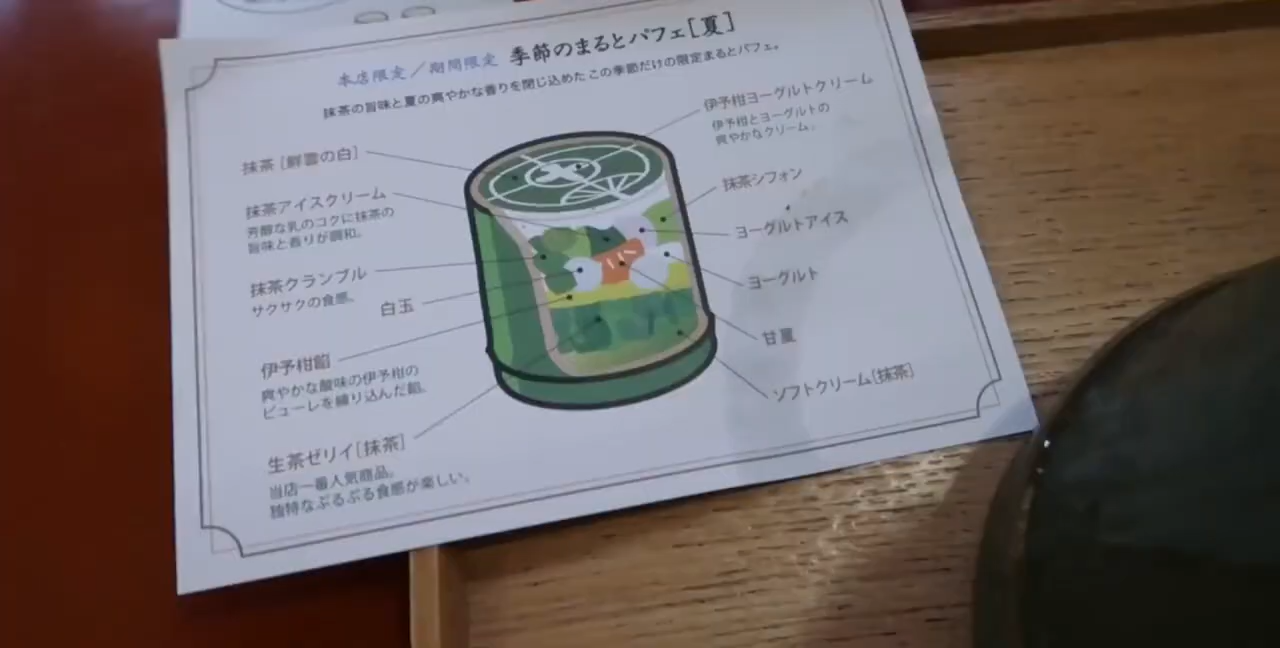 本店限定／期間限定 季節のまるとパフェ[夏]
抹茶の旨味と夏の爽やかな香りを閉じ込めたこの季節だけの限定まるとパフェ。
抹茶[鮮雲の白]
抹茶アイスクリーム
芳醇な乳のコクに抹茶の
旨味と香りが調和。
抹茶クランブル
サクサクの食感。
白玉
伊予柑餡
爽やかな酸味の伊予柑の
ピューレを練り込んだ餡。
生茶ゼリイ[抹茶]
当店一番人気商品。
独特なぷるぷる食感が楽しい。
伊予柑ヨーグルトクリーム
伊予柑とヨーグルトの
爽やかなクリーム。
抹茶シフォン
ヨーグルトアイス
ヨーグルト
甘夏
ソフトクリーム[抹茶]